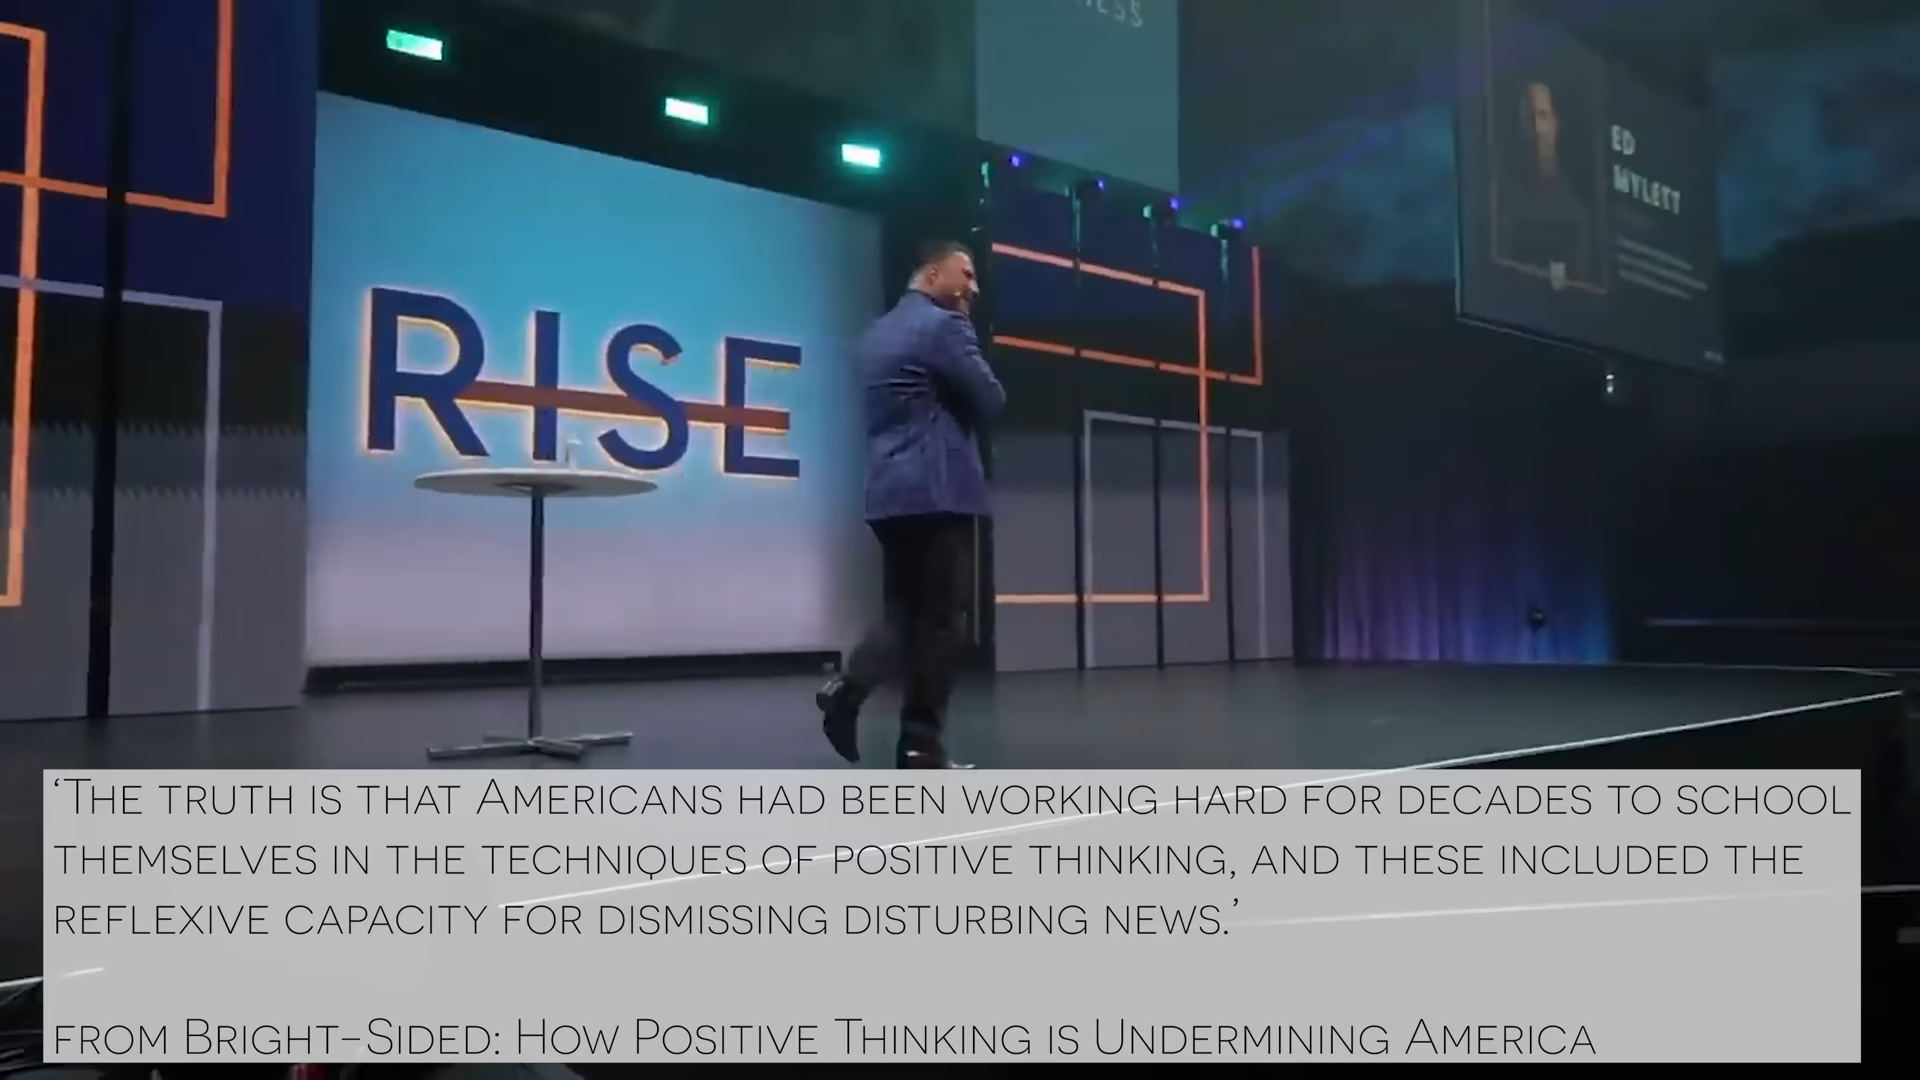 ED
MYLETT
RISE
‘The truth is that Americans had been working hard for decades to school
themselves in the techniques of positive thinking, and these included the
reflexive capacity for dismissing disturbing news.’
from Bright-Sided: How Positive Thinking is Undermining America